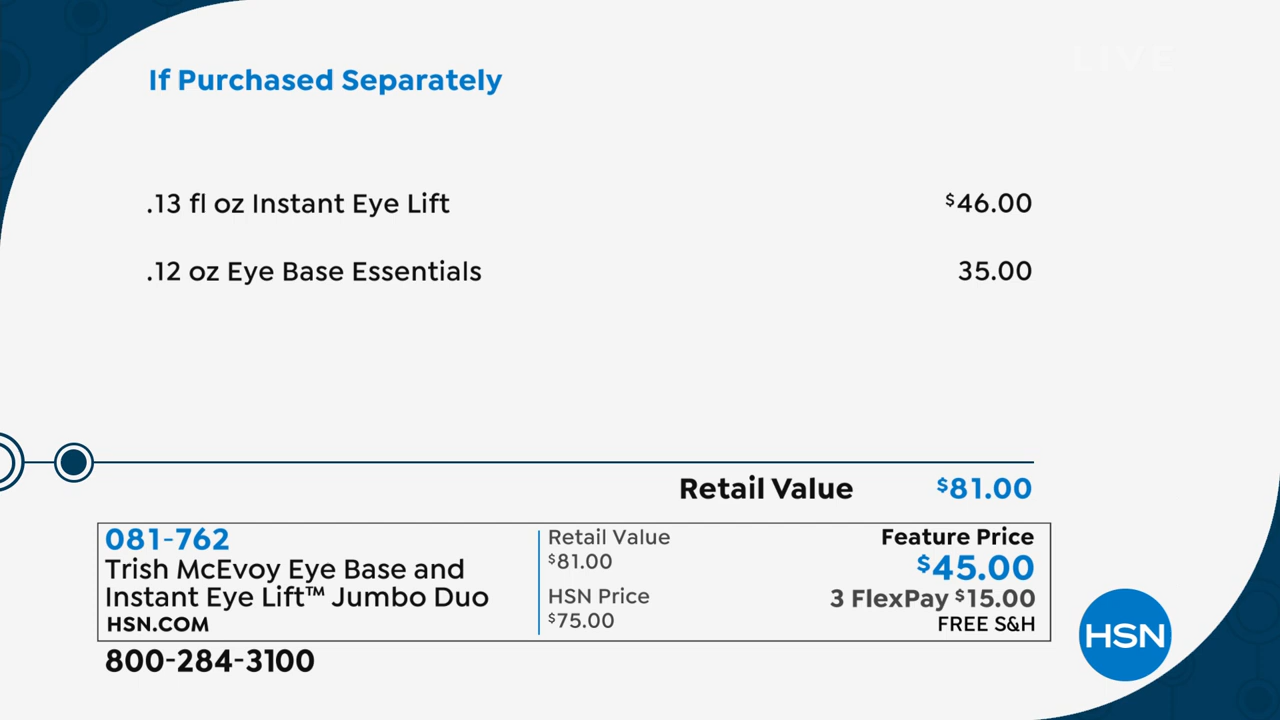 LIVE
If Purchased Separately
.13 fl oz Instant Eye Lift $46.00
.12 oz Eye Base Essentials 35.00
Retail Value $81.00
081-762
Trish McEvoy Eye Base and
Instant Eye Lift™ Jumbo Duo
HSN.COM
Retail Value
$81.00
HSN Price
$75.00
Feature Price
$45.00
3 FlexPay $15.00
FREE S&H
800-284-3100
HSN